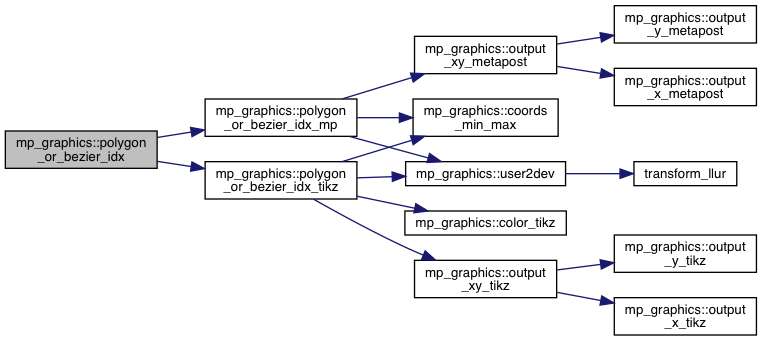 mp_graphics::polygon
_or_bezier_idx
mp_graphics::polygon
_or_bezier_idx_mp
mp_graphics::polygon
_or_bezier_idx_tikz
mp_graphics::output
_xy_metapost
mp_graphics::coords
_min_max
mp_graphics::user2dev
mp_graphics::color_tikz
mp_graphics::output
_xy_tikz
mp_graphics::output
_y_metapost
mp_graphics::output
_x_metapost
transform_llur
mp_graphics::output
_y_tikz
mp_graphics::output
_x_tikz